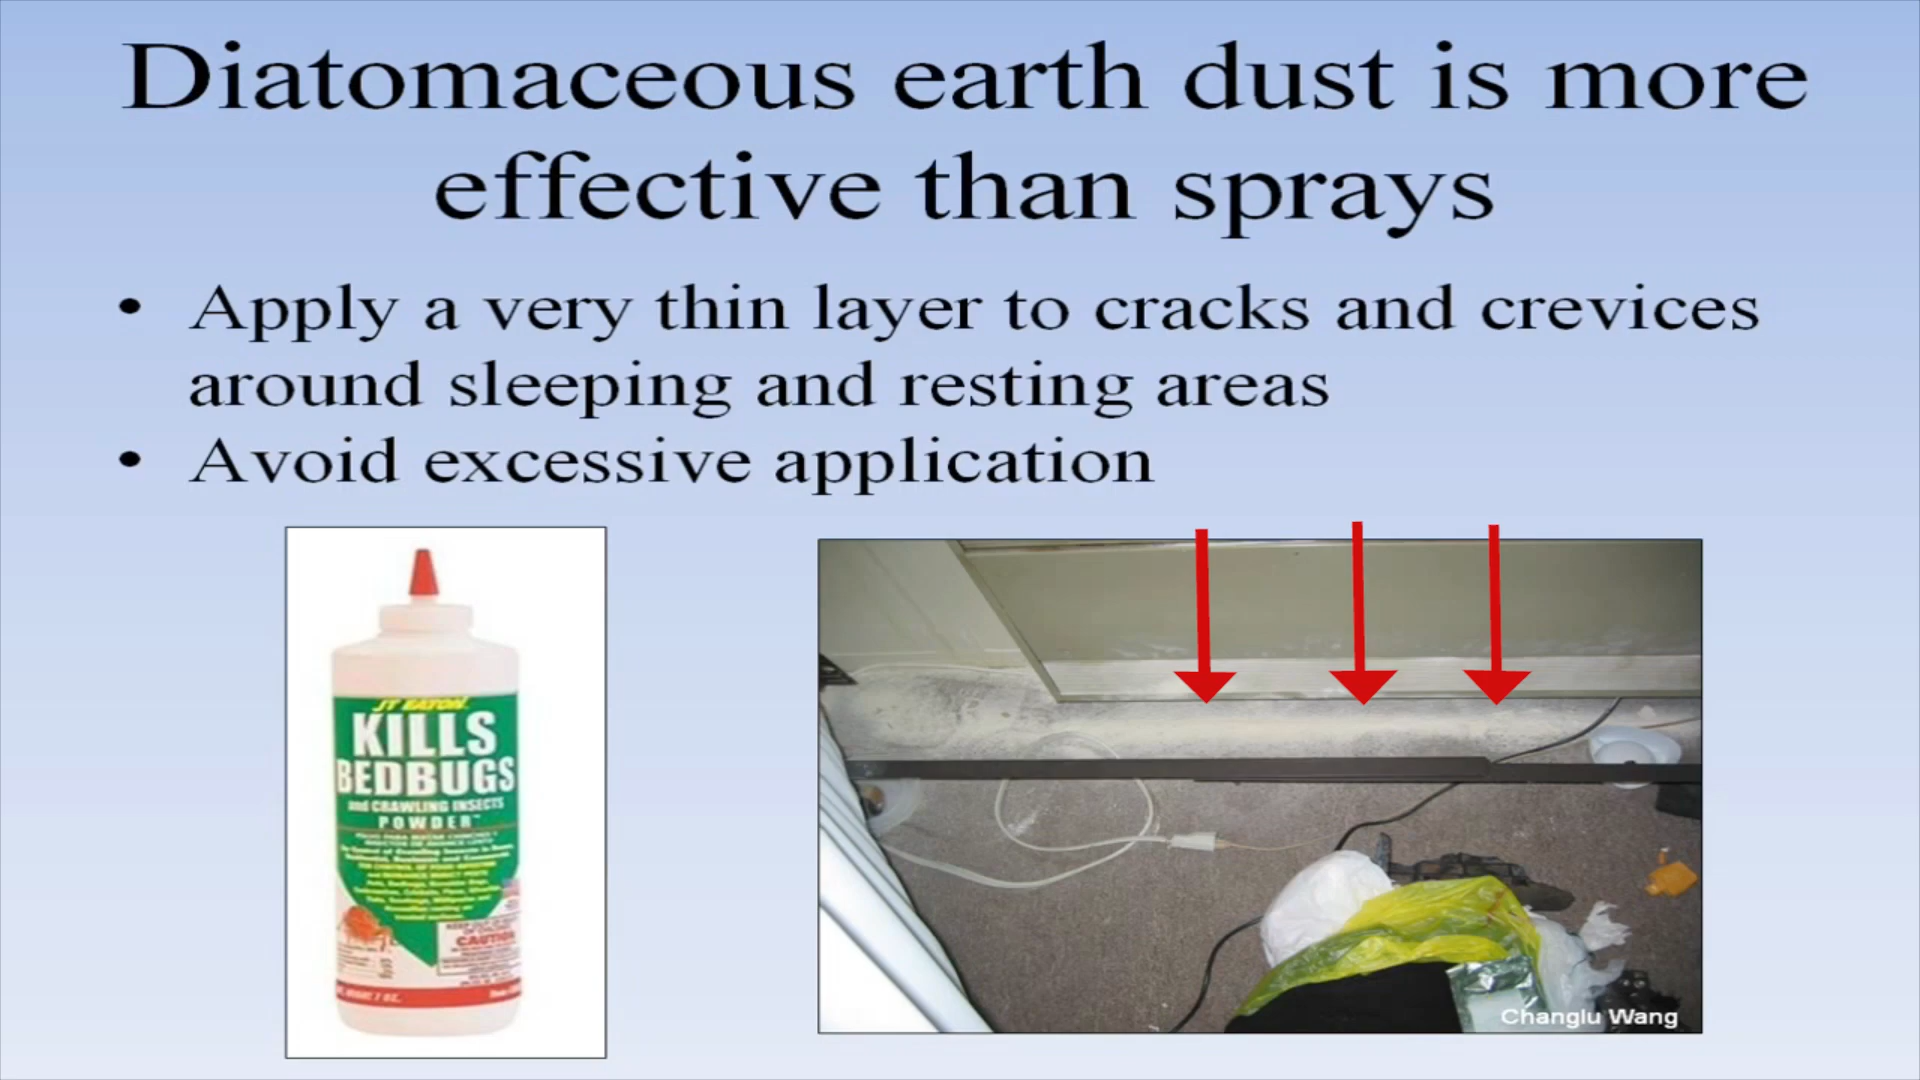 Diatomaceous earth dust is more
effective than sprays
• Apply a very thin layer to cracks and crevices
around sleeping and resting areas
• Avoid excessive application
JT EATON
KILLS
BEDBUGS
and CRAWLING INSECTS
POWDER™
CAUTION
Changlu Wang